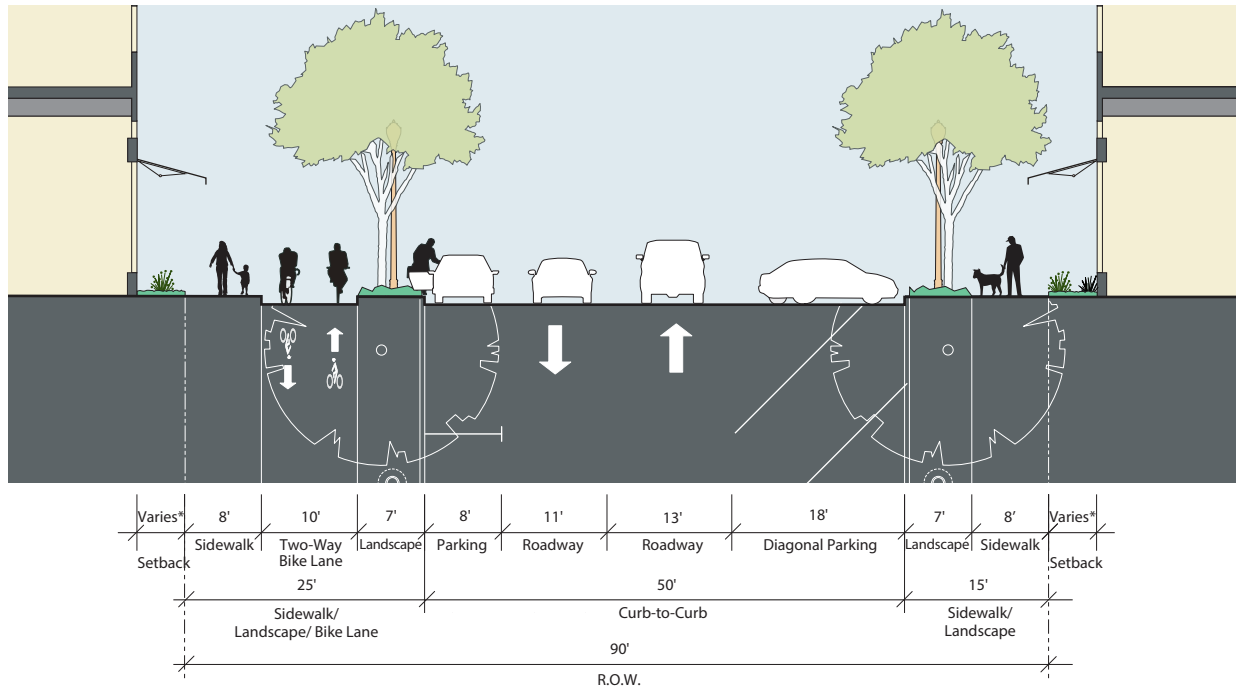 Varies* 8' 10' 7' 8' 11' 13' 18' 7' 8’ Varies*
Sidewalk Two-Way Landscape Parking Roadway Roadway Diagonal Parking Landscape Sidewalk
Bike Lane
Setback Setback
25' 50' 15'
Sidewalk/ Curb-to-Curb Sidewalk/
Landscape/ Bike Lane Landscape
90'
R.O.W.